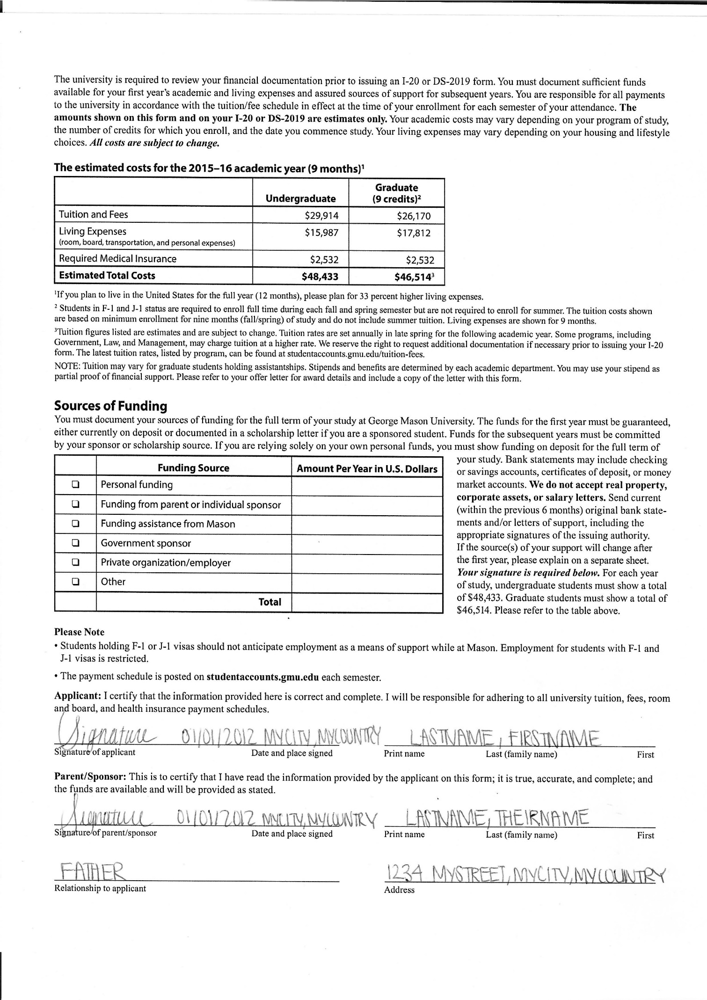 The university is required to review your financial documentation prior to issuing an I-20 or DS-2019 form. You must document sufficient funds
available for your first year's academic and living expenses and assured sources of support for subsequent years. You are responsible for all payments
to the university in accordance with the tuition/fee schedule in effect at the time of your enrollment for each semester of your attendance. The
amounts shown on this form and on your I-20 or DS-2019 are estimates only. Your academic costs may vary depending on your program of study,
the number of credits for which you enroll, and the date you commence study. Your living expenses may vary depending on your housing and lifestyle
choices. All costs are subject to change.
The estimated costs for the 2015–16 academic year (9 months)¹
Undergraduate Graduate (9 credits)²
Tuition and Fees $29,914 $26,170
Living Expenses $15,987 $17,812
(room, board, transportation, and personal expenses)
Required Medical Insurance $2,532 $2,532
Estimated Total Costs $48,433 $46,514³
¹If you plan to live in the United States for the full year (12 months), please plan for 33 percent higher living expenses.
² Students in F-1 and J-1 status are required to enroll full time during each fall and spring semester but are not required to enroll for summer. The tuition costs shown
are based on minimum enrollment for nine months (fall/spring) of study and do not include summer tuition. Living expenses are shown for 9 months.
³Tuition figures listed are estimates and are subject to change. Tuition rates are set annually in late spring for the following academic year. Some programs, including
Government, Law, and Management, may charge tuition at a higher rate. We reserve the right to request additional documentation if necessary prior to issuing your I-20
form. The latest tuition rates, listed by program, can be found at studentaccounts.gmu.edu/tuition-fees.
NOTE: Tuition may vary for graduate students holding assistantships. Stipends and benefits are determined by each academic department. You may use your stipend as
partial proof of financial support. Please refer to your offer letter for award details and include a copy of the letter with this form.
Sources of Funding
You must document your sources of funding for the full term of your study at George Mason University. The funds for the first year must be guaranteed,
either currently on deposit or documented in a scholarship letter if you are a sponsored student. Funds for the subsequent years must be committed
by your sponsor or scholarship source. If you are relying solely on your own personal funds, you must show funding on deposit for the full term of
your study. Bank statements may include checking
or savings accounts, certificates of deposit, or money
market accounts. We do not accept real property,
corporate assets, or salary letters. Send current
(within the previous 6 months) original bank state-
ments and/or letters of support, including the
appropriate signatures of the issuing authority.
If the source(s) of your support will change after
the first year, please explain on a separate sheet.
Your signature is required below. For each year
of study, undergraduate students must show a total
of $48,433. Graduate students must show a total of
$46,514. Please refer to the table above.
Funding Source Amount Per Year in U.S. Dollars
❏ Personal funding
❏ Funding from parent or individual sponsor
❏ Funding assistance from Mason
❏ Government sponsor
❏ Private organization/employer
❏ Other
Total
Please Note
• Students holding F-1 or J-1 visas should not anticipate employment as a means of support while at Mason. Employment for students with F-1 and
J-1 visas is restricted.
• The payment schedule is posted on studentaccounts.gmu.edu each semester.
Applicant: I certify that the information provided here is correct and complete. I will be responsible for adhering to all university tuition, fees, room
and board, and health insurance payment schedules.
Signature 01/01/2012 MYCITY, MYCOUNTRY LASTNAME, FIRSTNAME
Signature of applicant Date and place signed Print name Last (family name) First
Parent/Sponsor: This is to certify that I have read the information provided by the applicant on this form; it is true, accurate, and complete; and
the funds are available and will be provided as stated.
Signature 01/01/2012 MYCITY, MYCOUNTRY LASTNAME, THEIRNAME
Signature of parent/sponsor Date and place signed Print name Last (family name) First
FATHER 1234 MYSTREET, MYCITY, MYCOUNTRY
Relationship to applicant Address